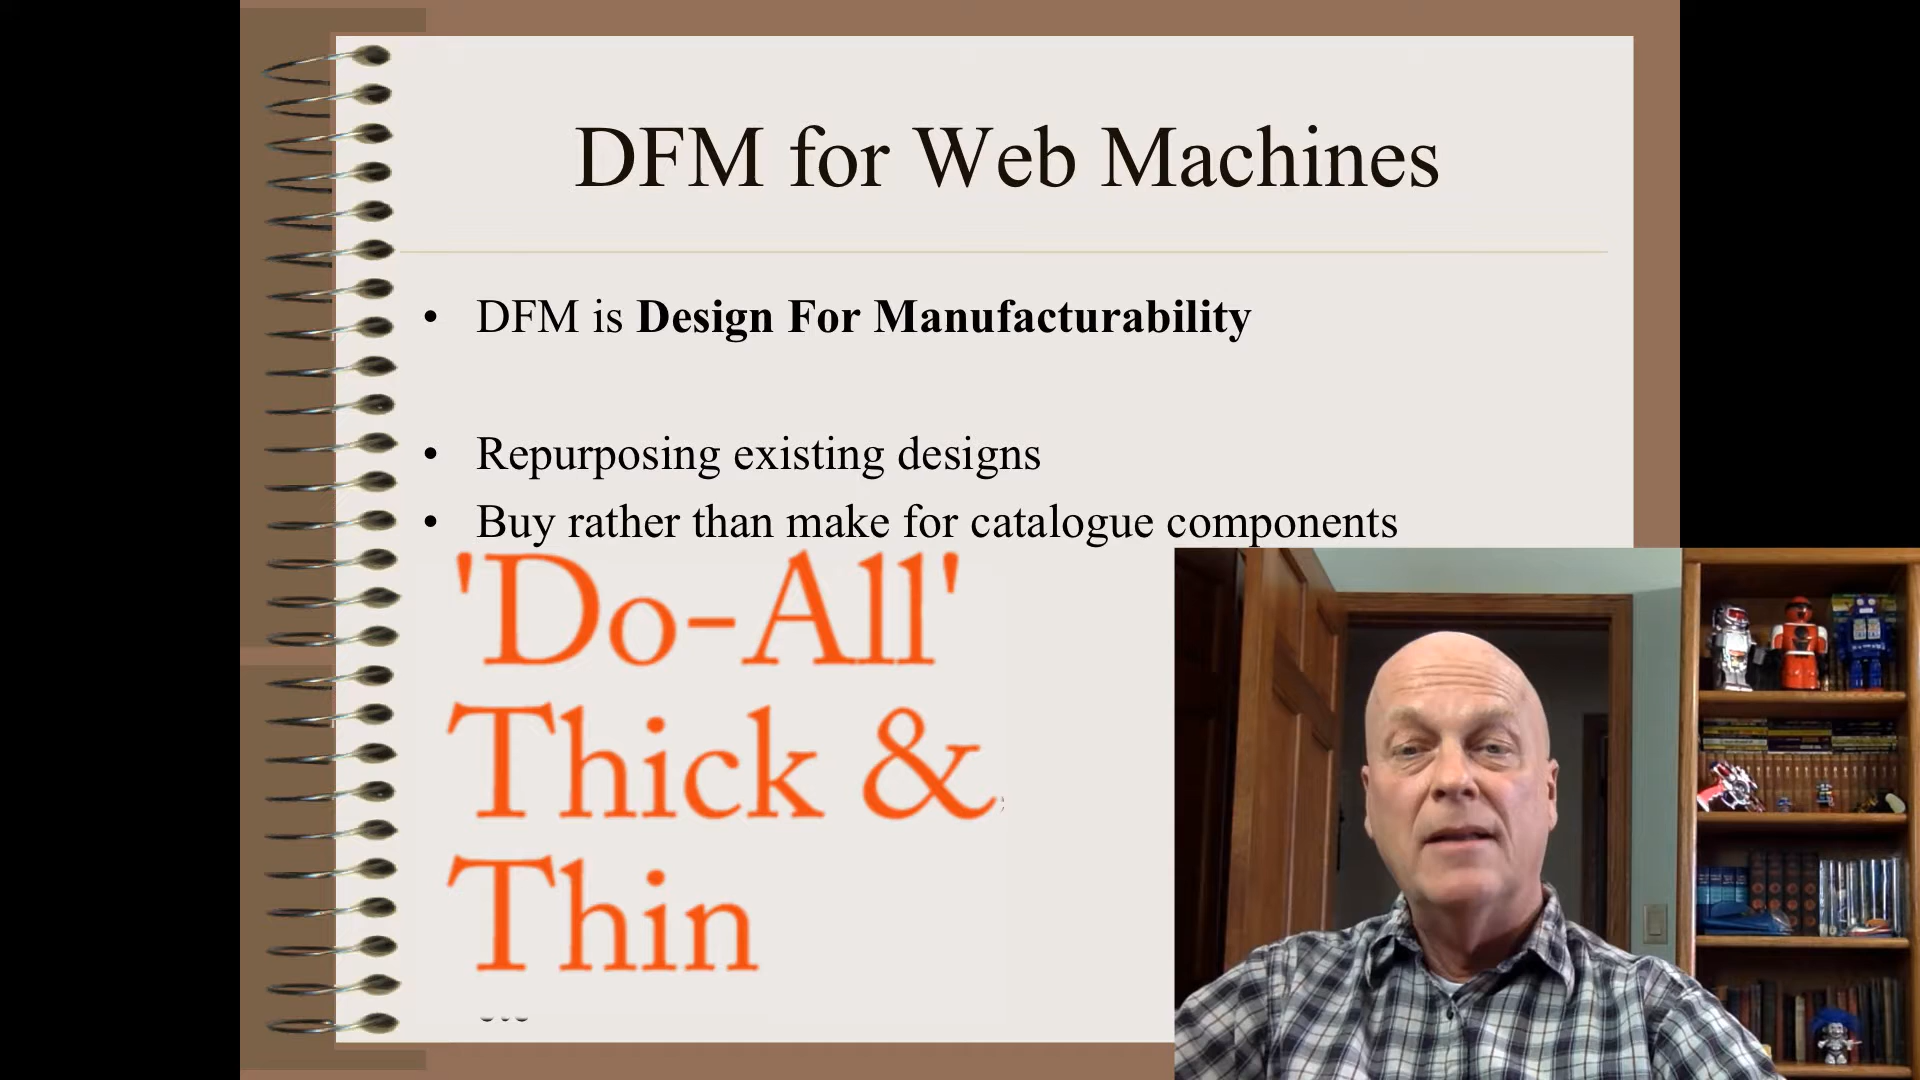 DFM for Web Machines
• DFM is Design For Manufacturability
• Repurposing existing designs
• Buy rather than make for catalogue components
'Do-All'
Thick &
Thin